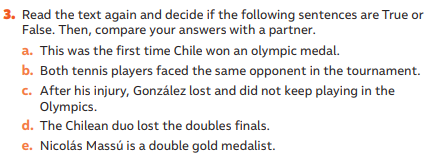 3. Read the text again and decide if the following sentences are True or
False. Then, compare your answers with a partner.
a. This was the first time Chile won an olympic medal.
b. Both tennis players faced the same opponent in the tournament.
c. After his injury, González lost and did not keep playing in the
Olympics.
d. The Chilean duo lost the doubles finals.
e. Nicolás Massú is a double gold medalist.